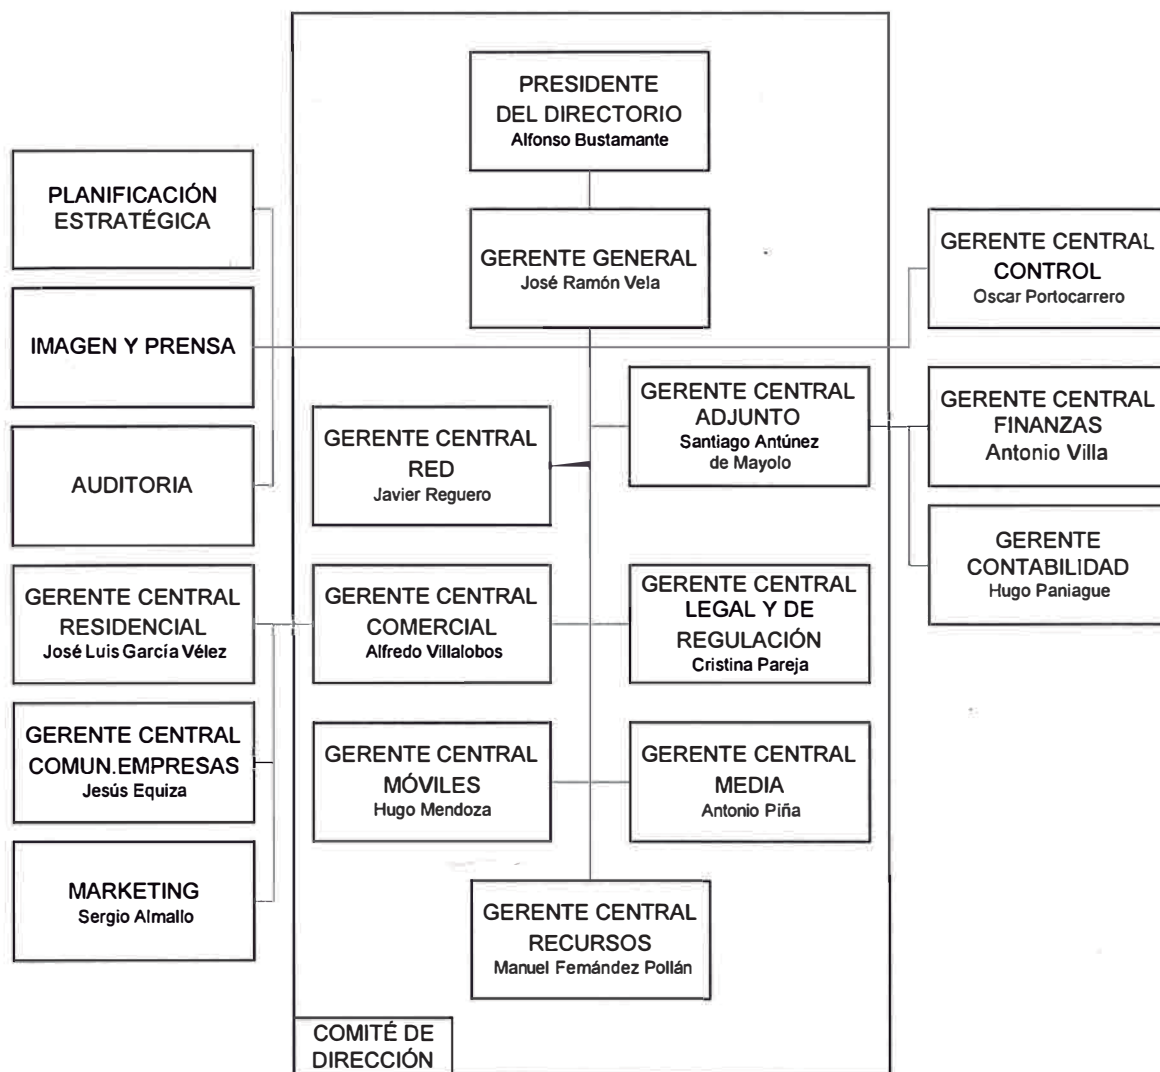 PRESIDENTE
DEL DIRECTORIO
Alfonso Bustamante
PLANIFICACIÓN
ESTRATÉGICA
GERENTE GENERAL
José Ramón Vela
GERENTE CENTRAL
CONTROL
Oscar Portocarrero
IMAGEN Y PRENSA
GERENTE CENTRAL
ADJUNTO
Santiago Antúnez
de Mayolo
GERENTE CENTRAL
FINANZAS
Antonio Villa
GERENTE CENTRAL
RED
Javier Reguero
AUDITORIA
GERENTE
CONTABILIDAD
Hugo Paniague
GERENTE CENTRAL
RESIDENCIAL
José Luis García Vélez
GERENTE CENTRAL
COMERCIAL
Alfredo Villalobos
GERENTE CENTRAL
LEGAL Y DE
REGULACIÓN
Cristina Pareja
GERENTE CENTRAL
COMUN.EMPRESAS
Jesús Equiza
GERENTE CENTRAL
MÓVILES
Hugo Mendoza
GERENTE CENTRAL
MEDIA
Antonio Piña
MARKETING
Sergio Almallo
GERENTE CENTRAL
RECURSOS
Manuel Fernández Pollán
COMITÉ DE
DIRECCIÓN